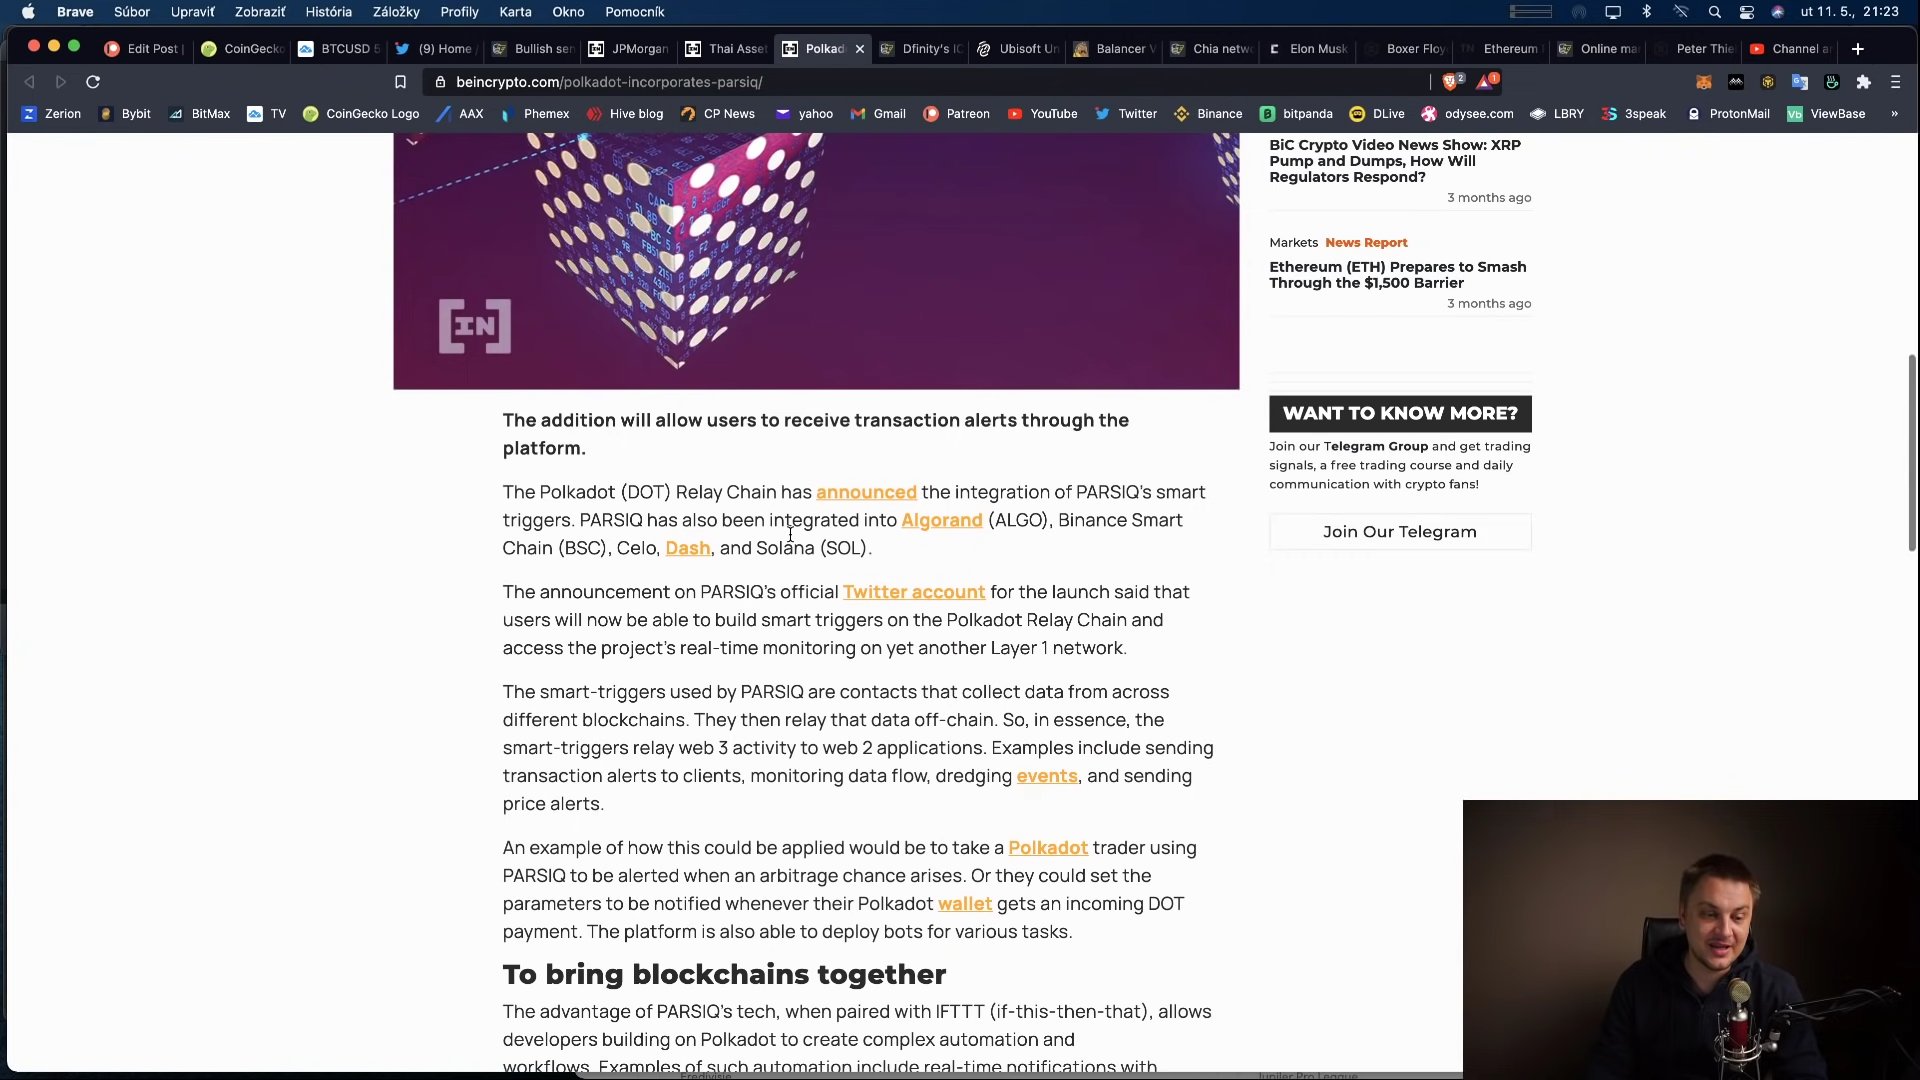 Brave Súbor Upraviť Zobraziť História Záložky Profily Karta Okno Pomocník ut 11. 5., 21:23
Edit Post CoinGecko BTCUSD (9) Home / Bullish sen JPMorgan Thai Asset Polkad Dfinity's IC Ubisoft Un Balancer V Chia netw Elon Musk Boxer Floy Ethereum Online ma Peter Thie Channel a
beincrypto.com/polkadot-incorporates-parsiq/ 2 1
Zerion Bybit BitMax TV CoinGecko Logo AAX Phemex Hive blog CP News yahoo Gmail Patreon YouTube Twitter Binance bitpanda DLive odysee.com LBRY 3speak ProtonMail ViewBase »
BiC Crypto Video News Show: XRP
Pump and Dumps, How Will
Regulators Respond?
3 months ago
Markets News Report
Ethereum (ETH) Prepares to Smash
Through the $1,500 Barrier
3 months ago
[IN]
WANT TO KNOW MORE?
Join our Telegram Group and get trading
signals, a free trading course and daily
communication with crypto fans!
Join Our Telegram
The addition will allow users to receive transaction alerts through the
platform.
The Polkadot (DOT) Relay Chain has announced the integration of PARSIQ's smart
triggers. PARSIQ has also been integrated into Algorand (ALGO), Binance Smart
Chain (BSC), Celo, Dash, and Solana (SOL).
The announcement on PARSIQ's official Twitter account for the launch said that
users will now be able to build smart triggers on the Polkadot Relay Chain and
access the project's real-time monitoring on yet another Layer 1 network.
The smart-triggers used by PARSIQ are contacts that collect data from across
different blockchains. They then relay that data off-chain. So, in essence, the
smart-triggers relay web 3 activity to web 2 applications. Examples include sending
transaction alerts to clients, monitoring data flow, dredging events, and sending
price alerts.
An example of how this could be applied would be to take a Polkadot trader using
PARSIQ to be alerted when an arbitrage chance arises. Or they could set the
parameters to be notified whenever their Polkadot wallet gets an incoming DOT
payment. The platform is also able to deploy bots for various tasks.
To bring blockchains together
The advantage of PARSIQ's tech, when paired with IFTTT (if-this-then-that), allows
developers building on Polkadot to create complex automation and
workflows. Examples of such automation include real-time notifications with